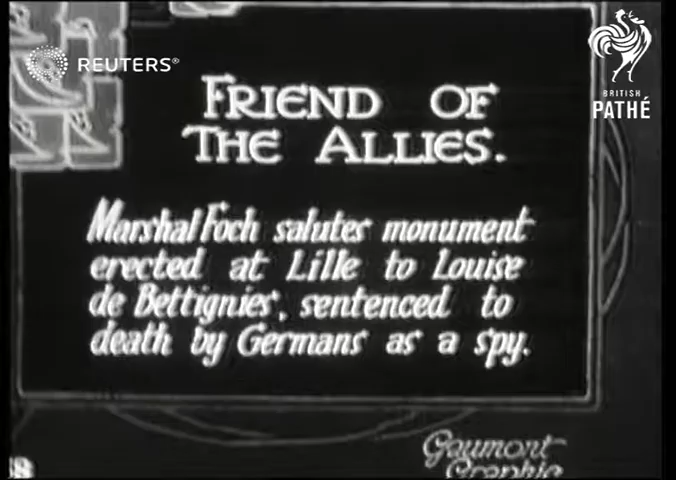 REUTERS®
BRITISH
PATHÉ
FRIEND OF
THE ALLIES.
Marshal Foch salutes monument
erected at Lille to Louise
de Bettignies, sentenced to
death by Germans as a spy.
Gaumont
Graphic